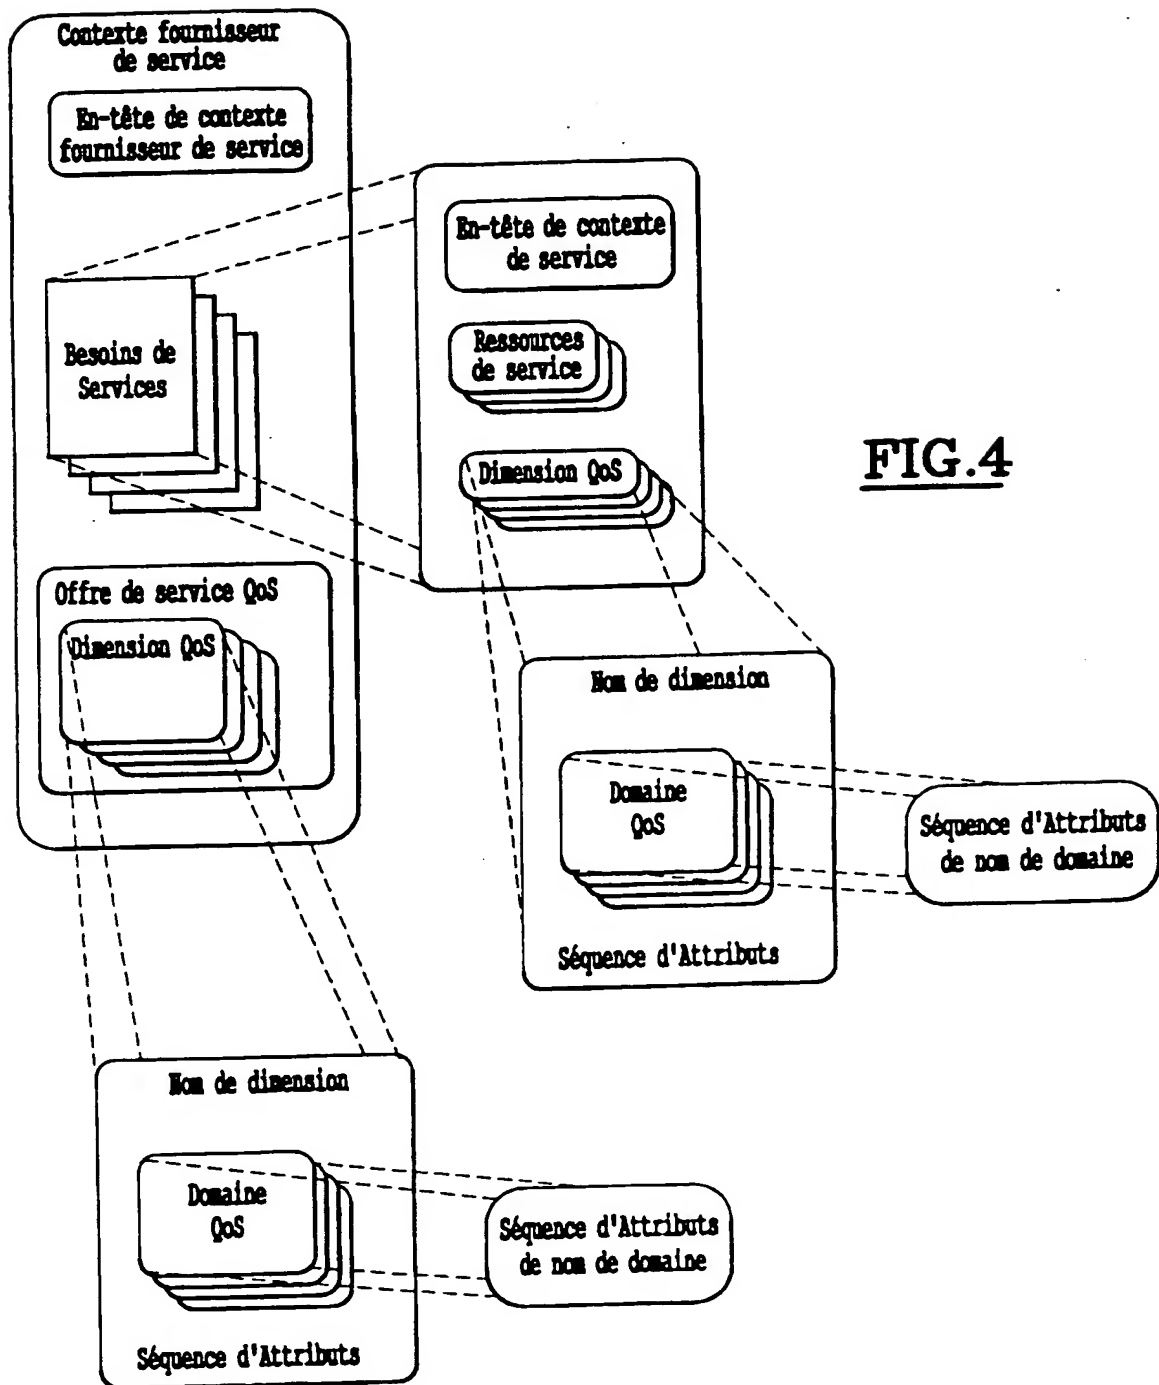 Contexte fournisseur
de service
En-tête de contexte
fournisseur de service
Besoins de
Services
Offre de service QoS
Dimension QoS
En-tête de contexte
de service
Ressources
de service
Dimension QoS
FIG.4
Nom de dimension
Domaine
QoS
Séquence d'Attributs
Séquence d'Attributs
de nom de domaine
Nom de dimension
Domaine
QoS
Séquence d'Attributs
Séquence d'Attributs
de nom de domaine